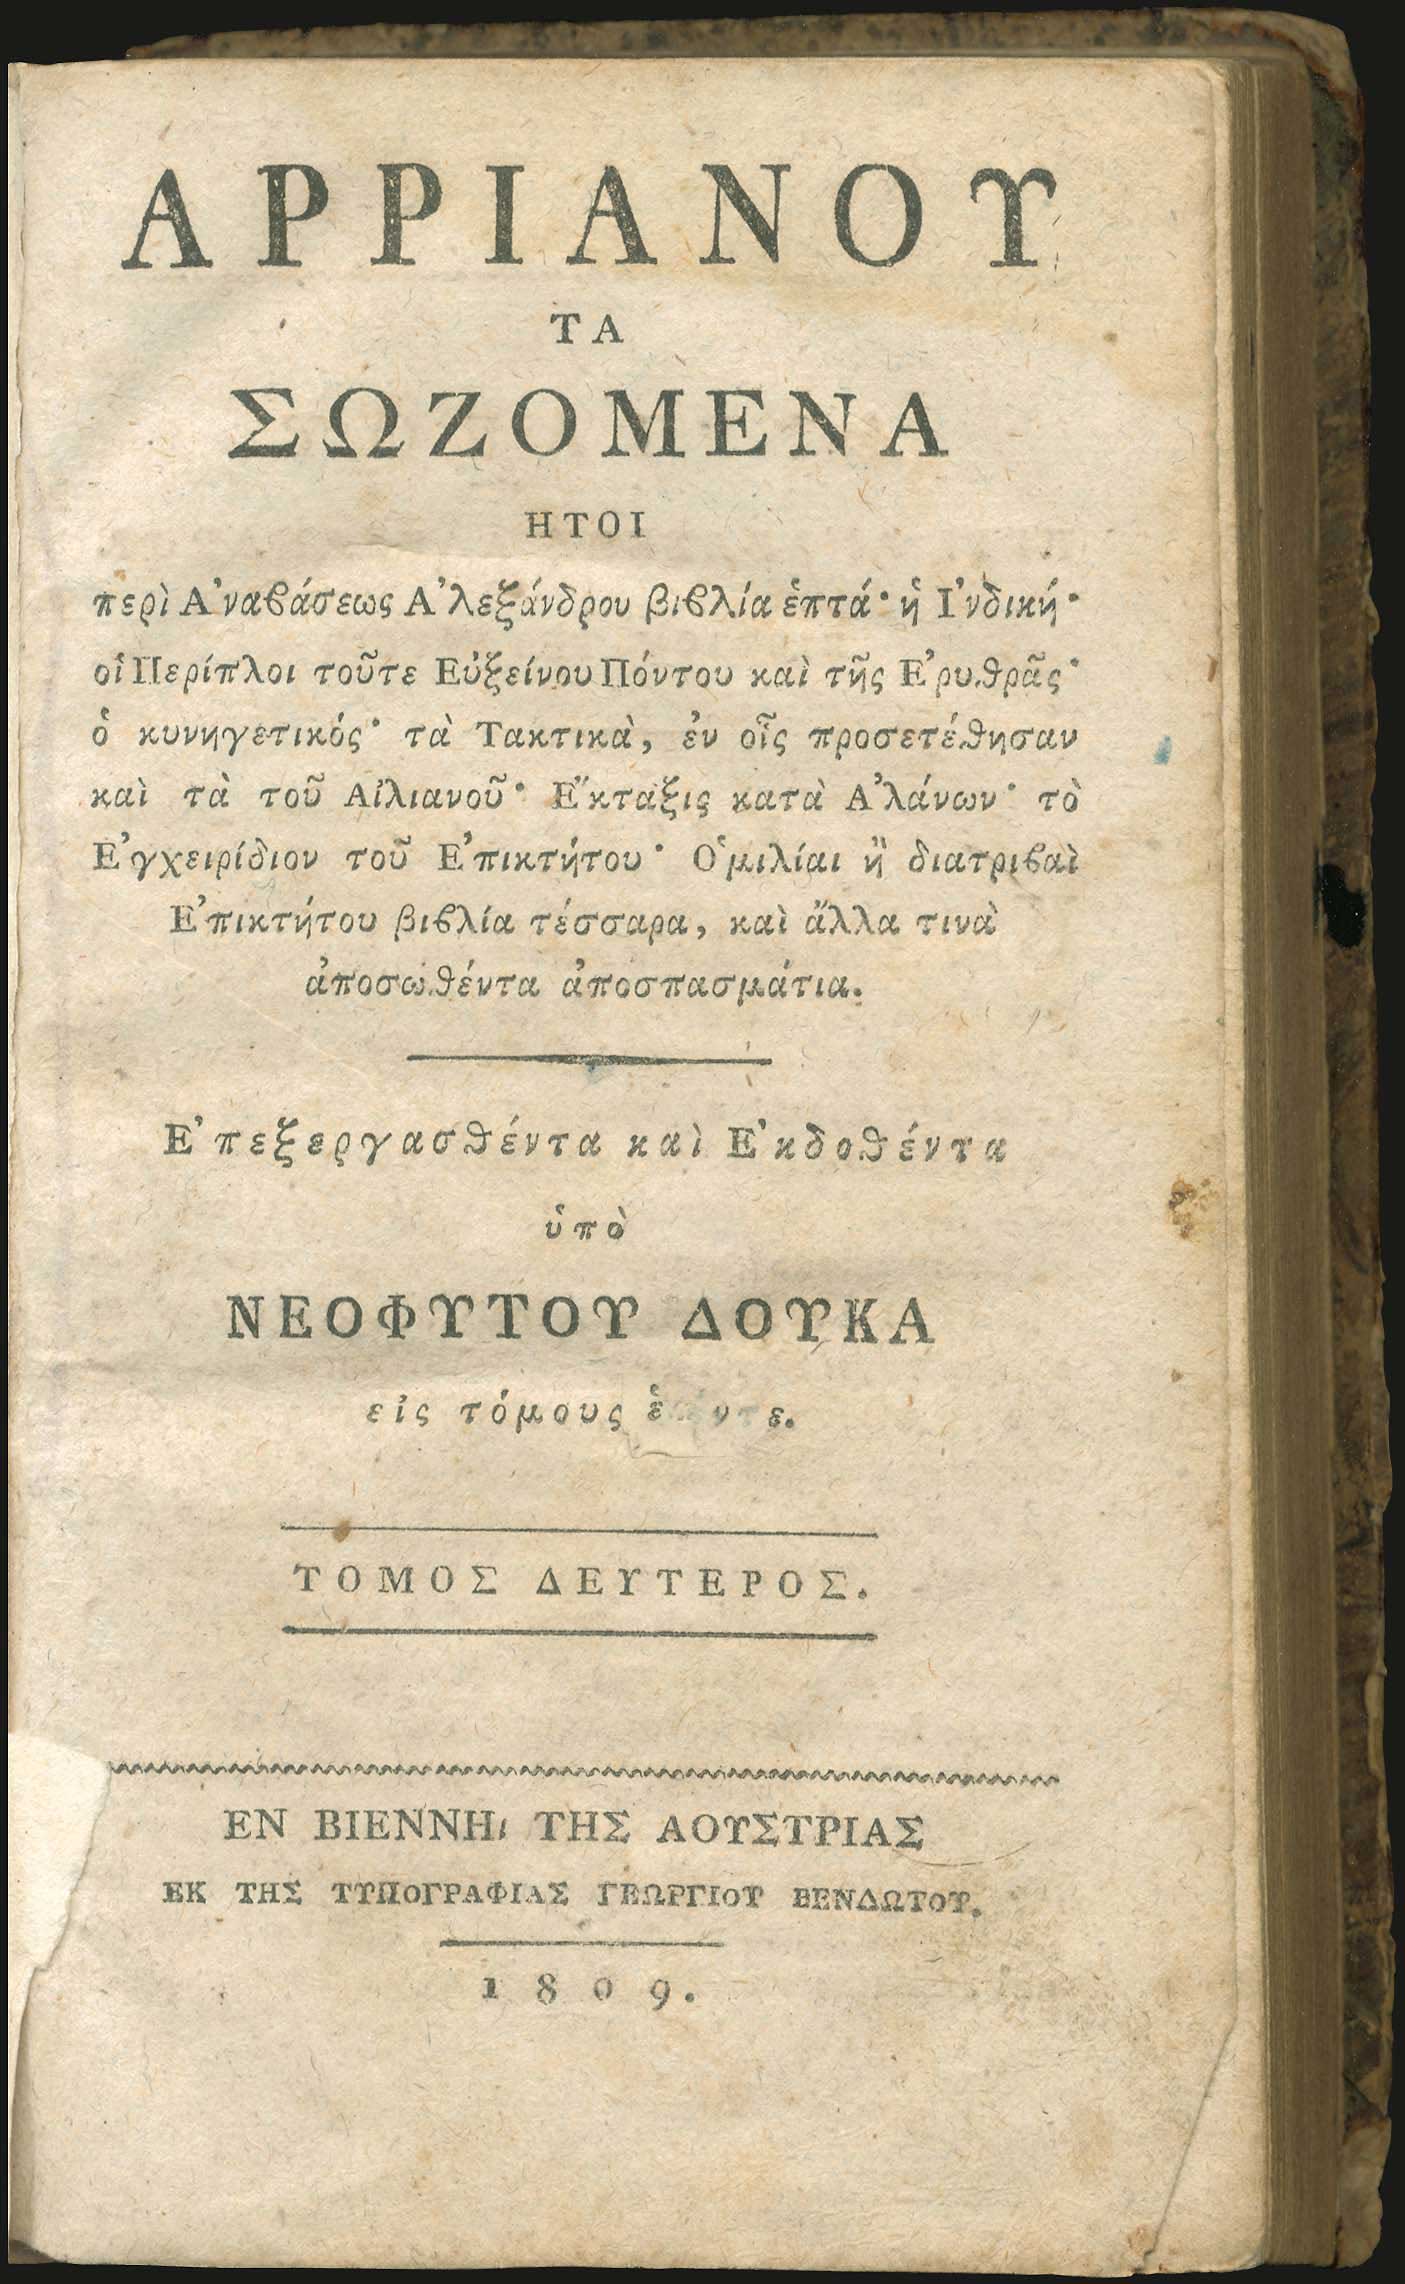 ΑΡΡΙΑΝΟΥ
ΤΑ
ΣΩΖΟΜΕΝΑ
ΗΤΟΙ
περὶ Ἀναβάσεως Ἀλεξάνδρου βιβλία ἑπτά· ἡ Ἰνδική·
οἱ Περίπλοι τοῦτε Εὐξείνου Πόντου καὶ τῆς Ἐρυθρᾶς·
ὁ κυνηγετικός· τὰ Τακτικὰ, ἐν οἷς προσετέθησαν
καὶ τὰ τοῦ Αἰλιανοῦ· Ἔκταξις κατὰ Ἀλάνων· τὸ
Ἐγχειρίδιον τοῦ Ἐπικτήτου· Ὁμιλίαι ἢ διατριβαὶ
Ἐπικτήτου βιβλία τέσσαρα, καὶ ἄλλα τινὰ
ἀποσωθέντα ἀποσπασμάτια.
Ἐπεξεργασθέντα καὶ Ἐκδοθέντα
ὑπὸ
ΝΕΟΦΥΤΟΥ ΔΟΥΚΑ
εἰς τόμους
ΤΟΜΟΣ ΔΕΥΤΕΡΟΣ.
ΕΝ ΒΙΕΝΝΗι ΤΗΣ ΑΟΥΣΤΡΙΑΣ
ΕΚ ΤΗΣ ΤΥΠΟΓΡΑΦΙΑΣ ΓΕΩΡΓΙΟΥ ΒΕΝΔΩΤΟΥ.
1809.